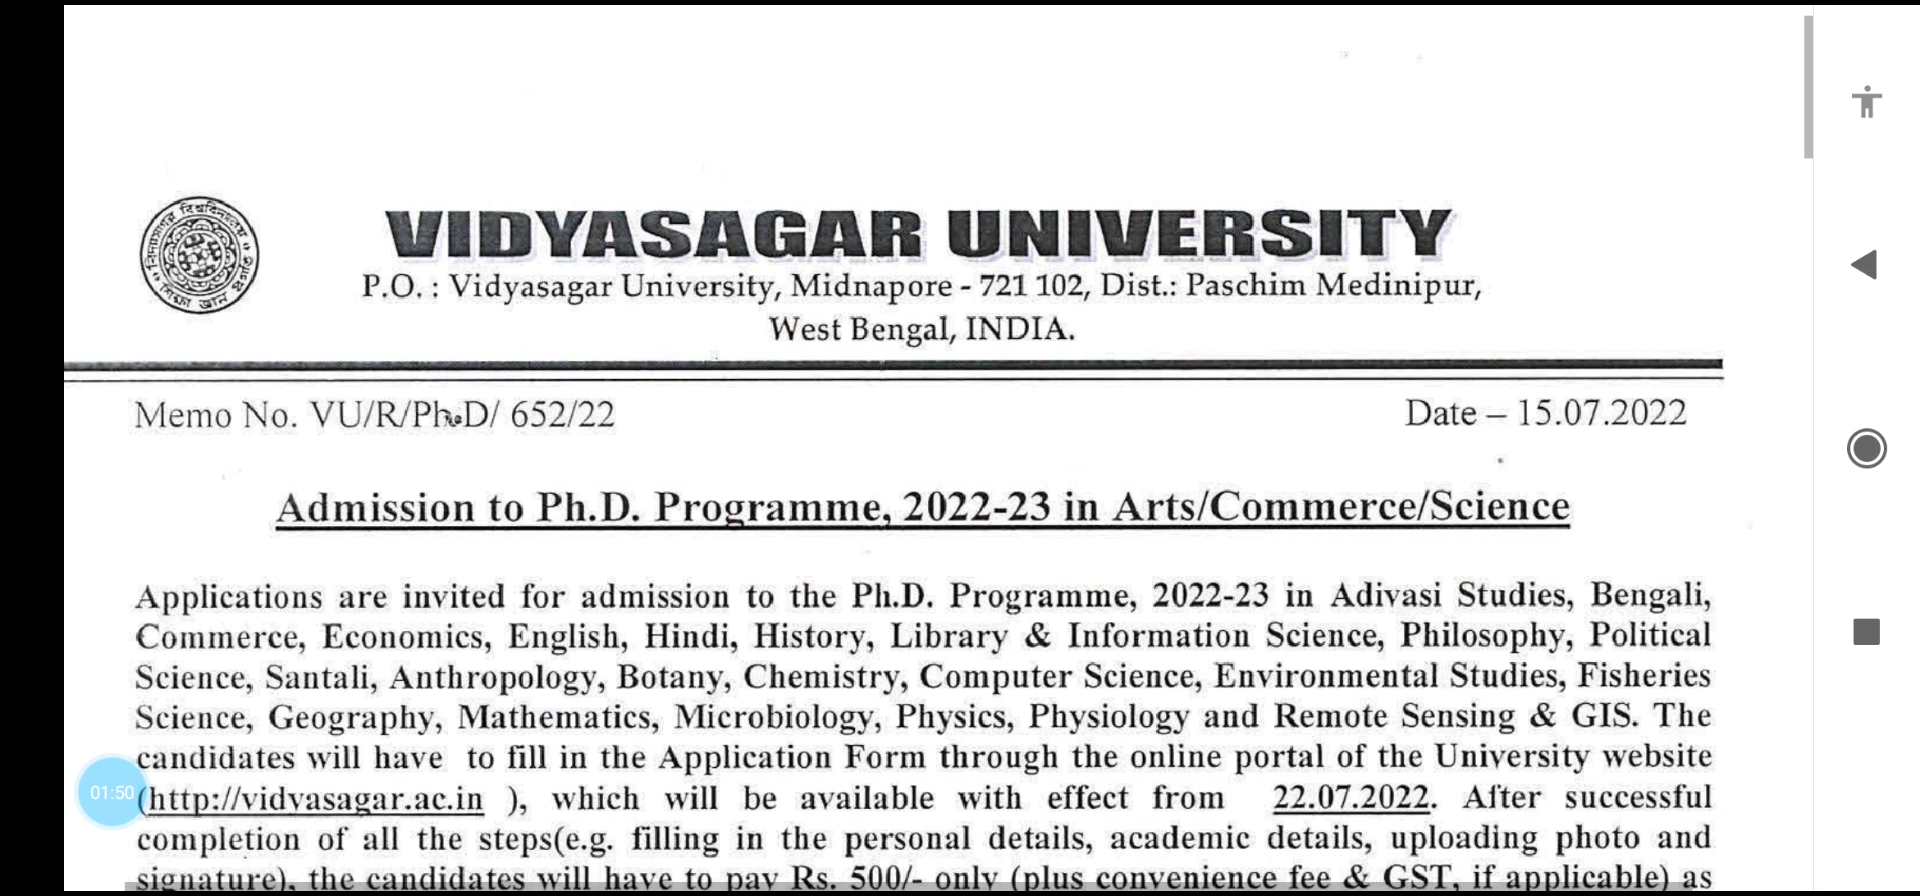 VIDYASAGAR UNIVERSITY
P.O. : Vidyasagar University, Midnapore - 721 102, Dist.: Paschim Medinipur,
West Bengal, INDIA.
Memo No. VU/R/Ph.D/ 652/22
Date – 15.07.2022
Admission to Ph.D. Programme, 2022-23 in Arts/Commerce/Science
Applications are invited for admission to the Ph.D. Programme, 2022-23 in Adivasi Studies, Bengali,
Commerce, Economics, English, Hindi, History, Library & Information Science, Philosophy, Political
Science, Santali, Anthropology, Botany, Chemistry, Computer Science, Environmental Studies, Fisheries
Science, Geography, Mathematics, Microbiology, Physics, Physiology and Remote Sensing & GIS. The
candidates will have to fill in the Application Form through the online portal of the University website
(http://vidyasagar.ac.in ), which will be available with effect from 22.07.2022. After successful
completion of all the steps(e.g. filling in the personal details, academic details, uploading photo and
signature), the candidates will have to pay Rs. 500/- only (plus convenience fee & GST, if applicable) as
01:50